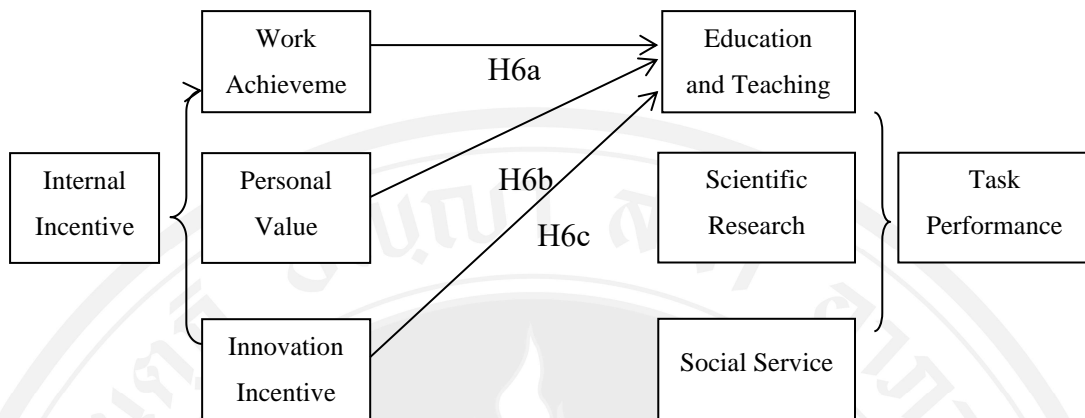 Work
Achieveme
Education
and Teaching
H6a
Internal
Incentive
Personal
Value
H6b
Scientific
Research
Task
Performance
H6c
Innovation
Incentive
Social Service